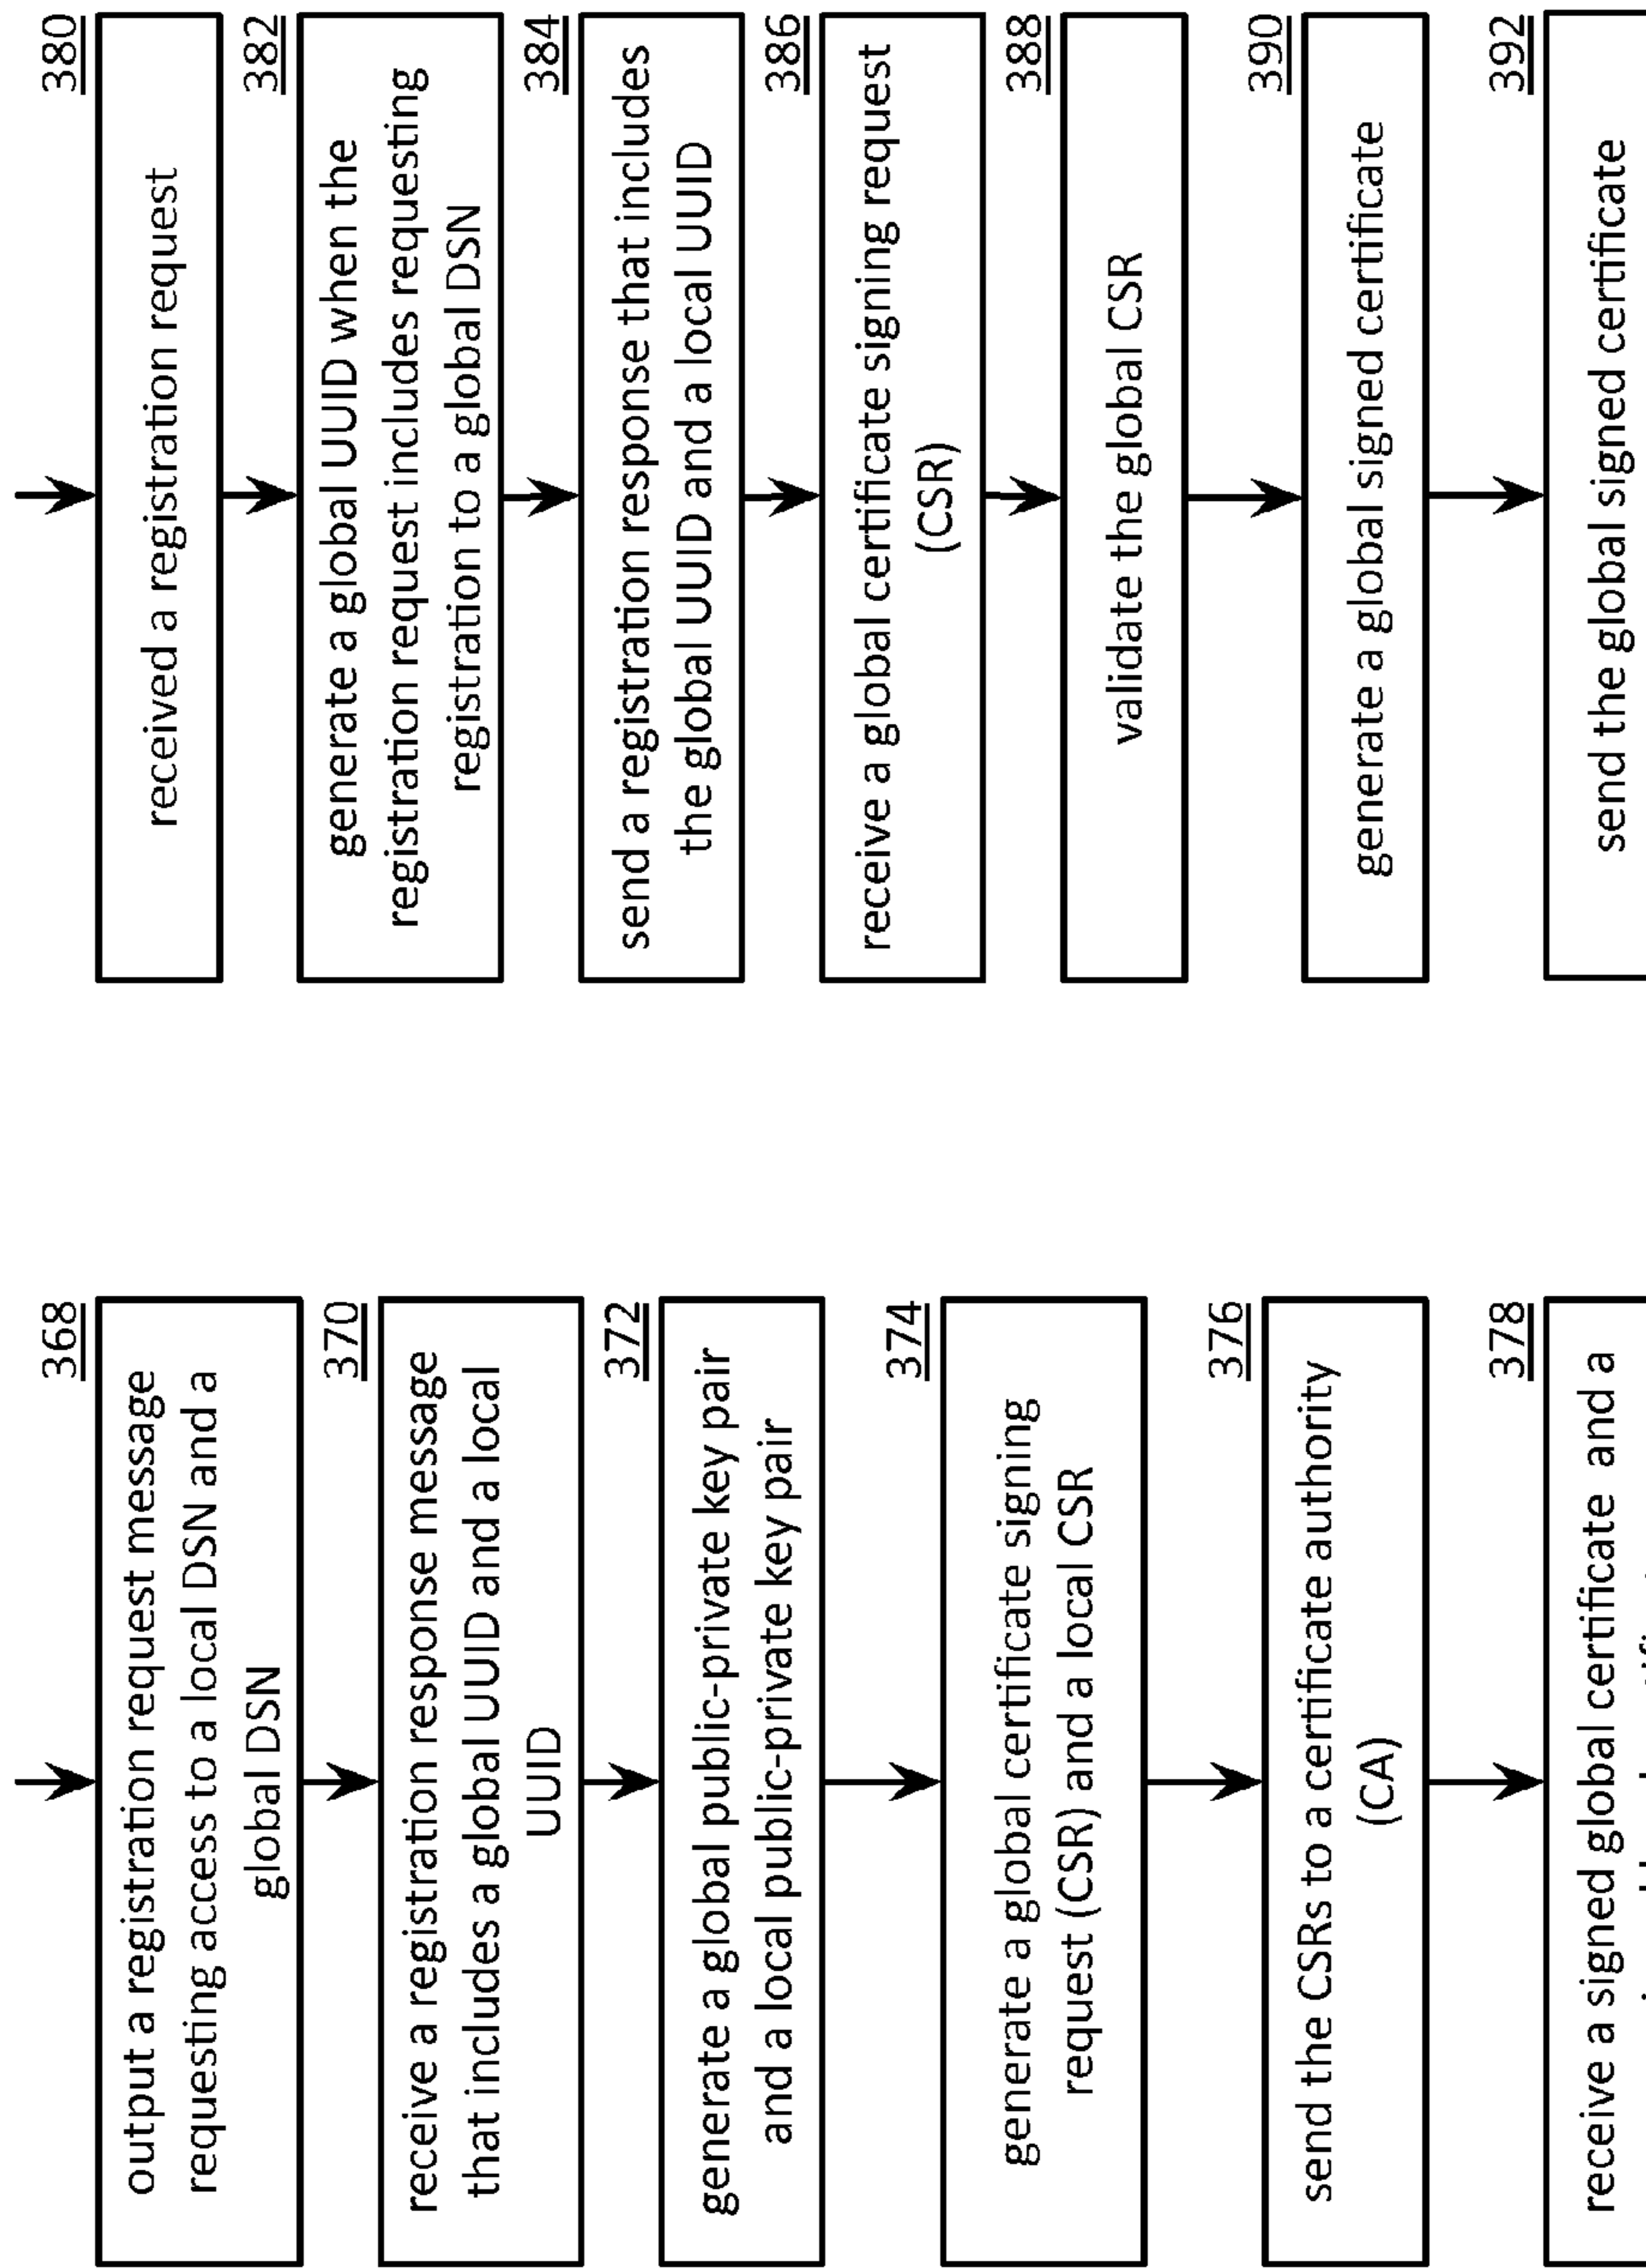 368
output a registration request message
requesting access to a local DSN and a
global DSN
370
receive a registration response message
that includes a global UUID and a local
UUID
372
generate a global public-private key pair
and a local public-private key pair
374
generate a global certificate signing
request (CSR) and a local CSR
376
send the CSRs to a certificate authority
(CA)
378
receive a signed global certificate and a
380
received a registration request
382
generate a global UUID when the
registration request includes requesting
registration to a global DSN
384
send a registration response that includes
the global UUID and a local UUID
386
receive a global certificate signing request
(CSR)
388
validate the global CSR
390
generate a global signed certificate
392
send the global signed certificate